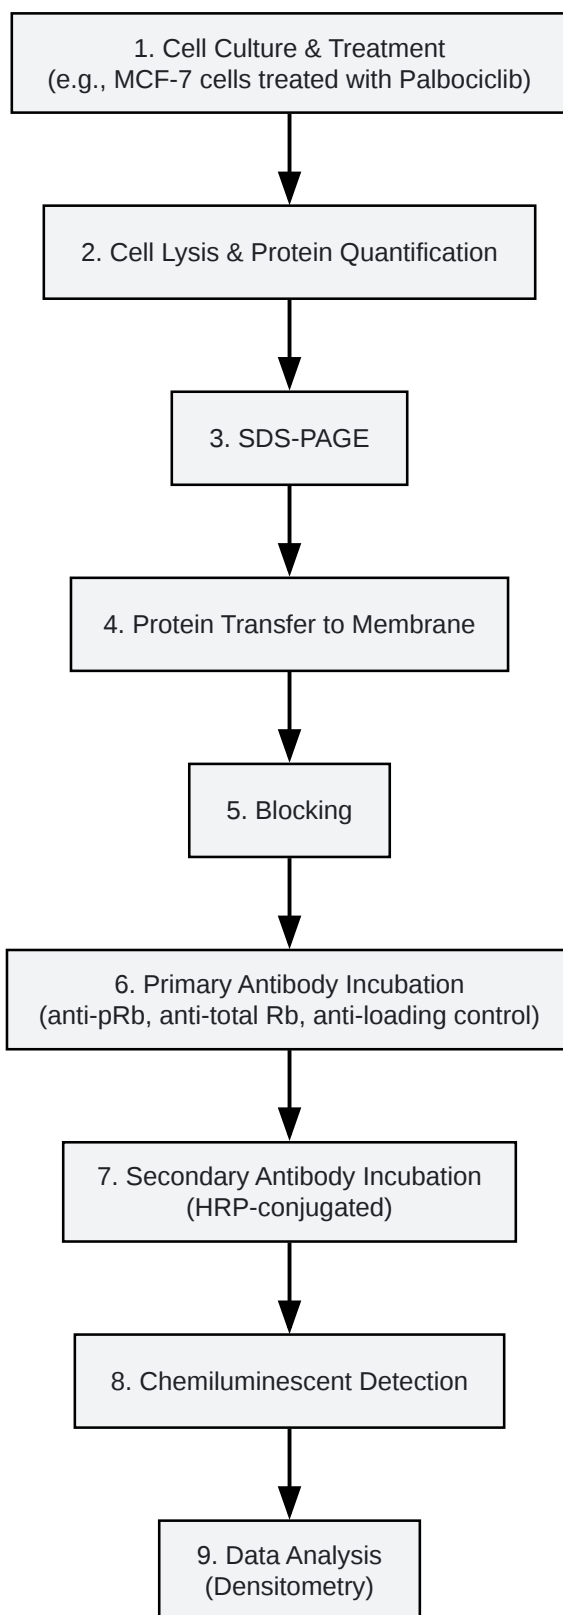 1. Cell Culture & Treatment
(e.g., MCF-7 cells treated with Palbociclib)
2. Cell Lysis & Protein Quantification
3. SDS-PAGE
4. Protein Transfer to Membrane
5. Blocking
6. Primary Antibody Incubation
(anti-pRb, anti-total Rb, anti-loading control)
7. Secondary Antibody Incubation
(HRP-conjugated)
8. Chemiluminescent Detection
9. Data Analysis
(Densitometry)